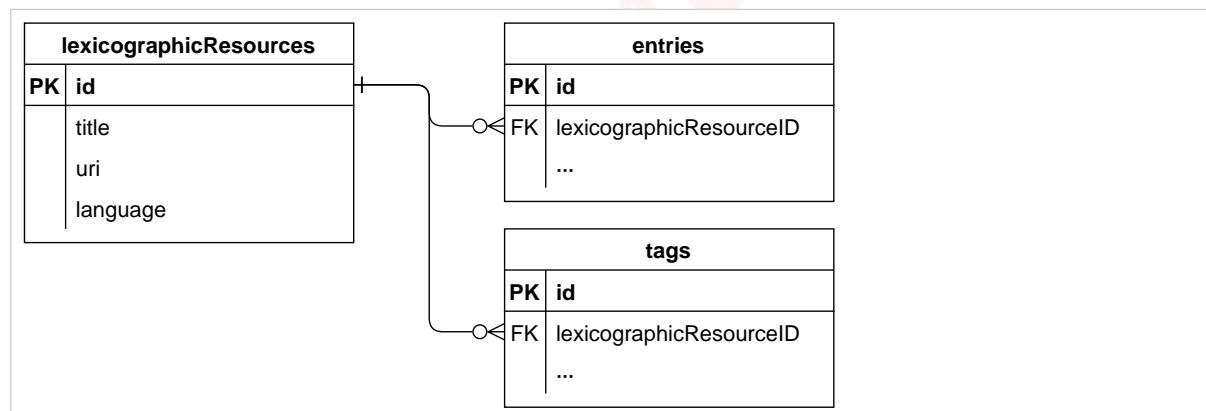 lexicographicResources
PK id
title
uri
language
entries
PK id
FK lexicographicResourceID
...
tags
PK id
FK lexicographicResourceID
...